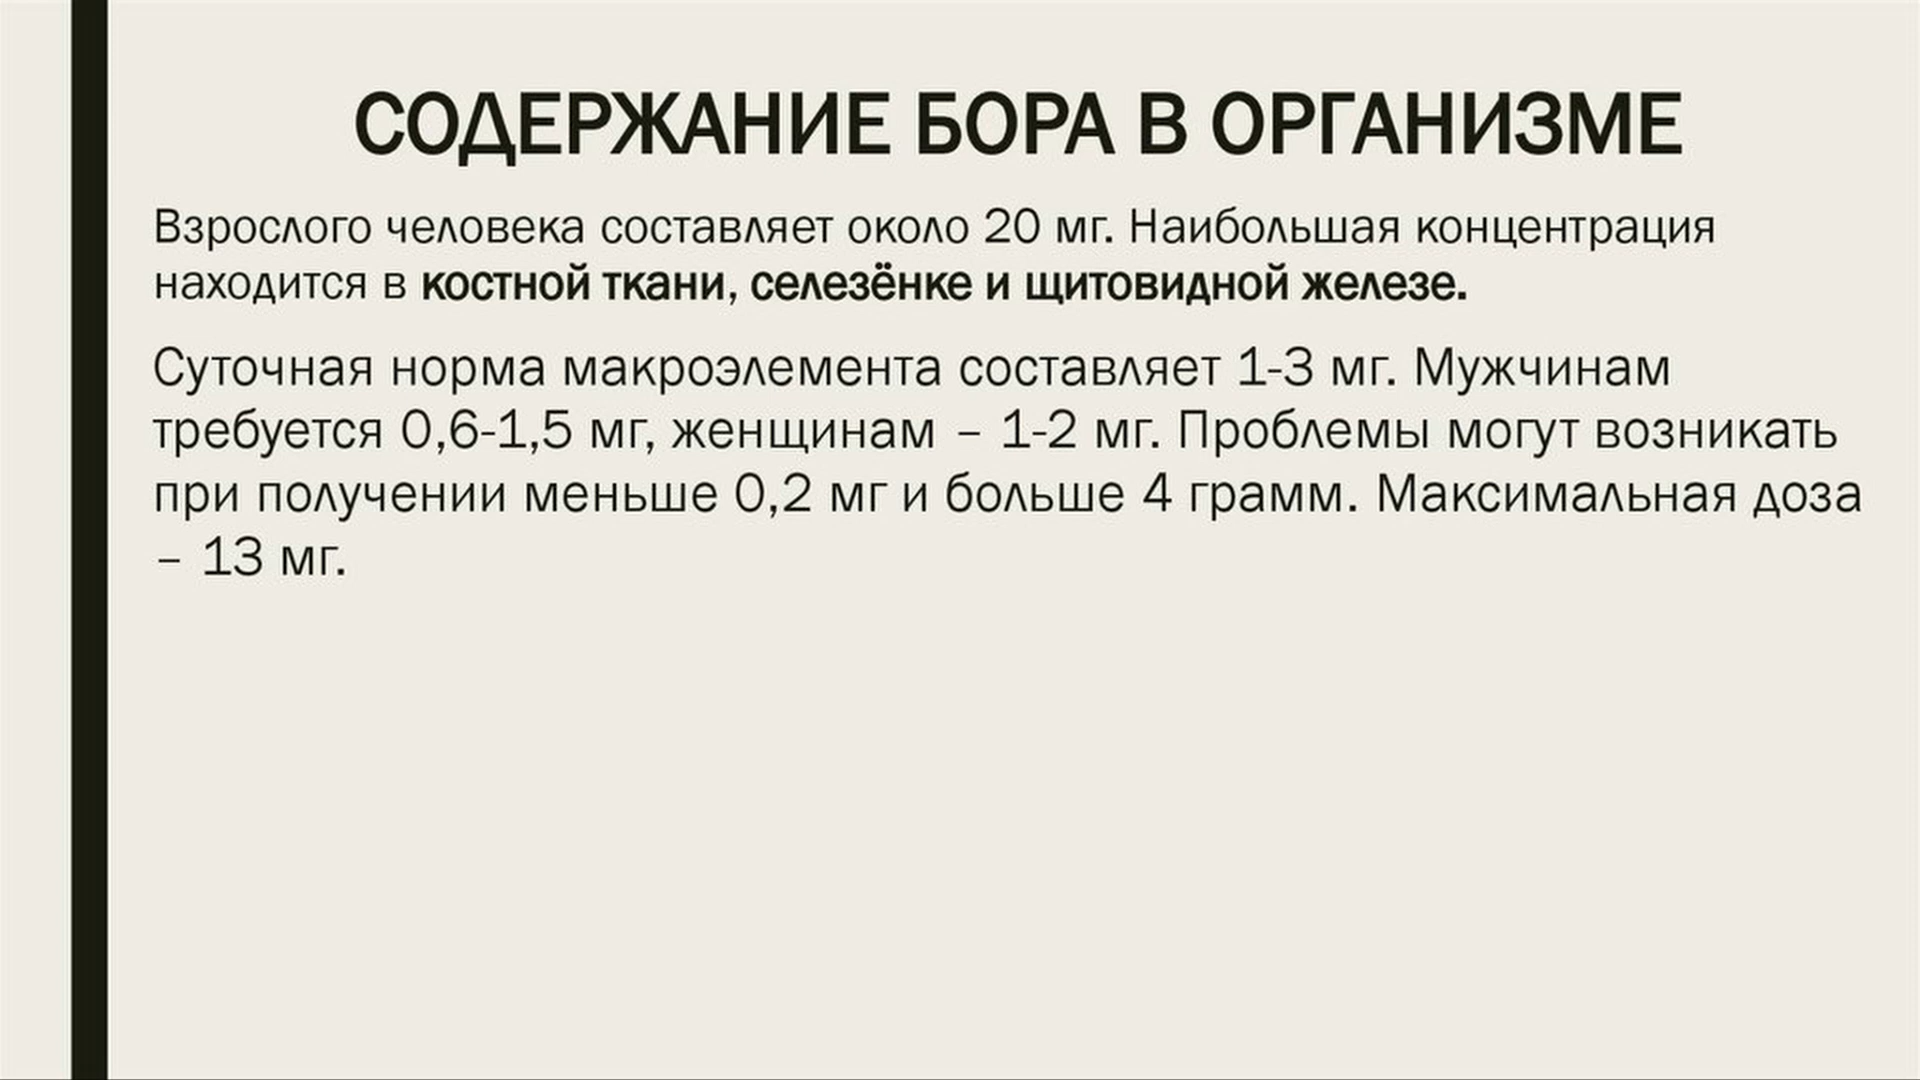 СОДЕРЖАНИЕ БОРА В ОРГАНИЗМЕ
Взрослого человека составляет около 20 мг. Наибольшая концентрация
находится в костной ткани, селезёнке и щитовидной железе.
Суточная норма макроэлемента составляет 1-3 мг. Мужчинам
требуется 0,6-1,5 мг, женщинам – 1-2 мг. Проблемы могут возникать
при получении меньше 0,2 мг и больше 4 грамм. Максимальная доза
– 13 мг.